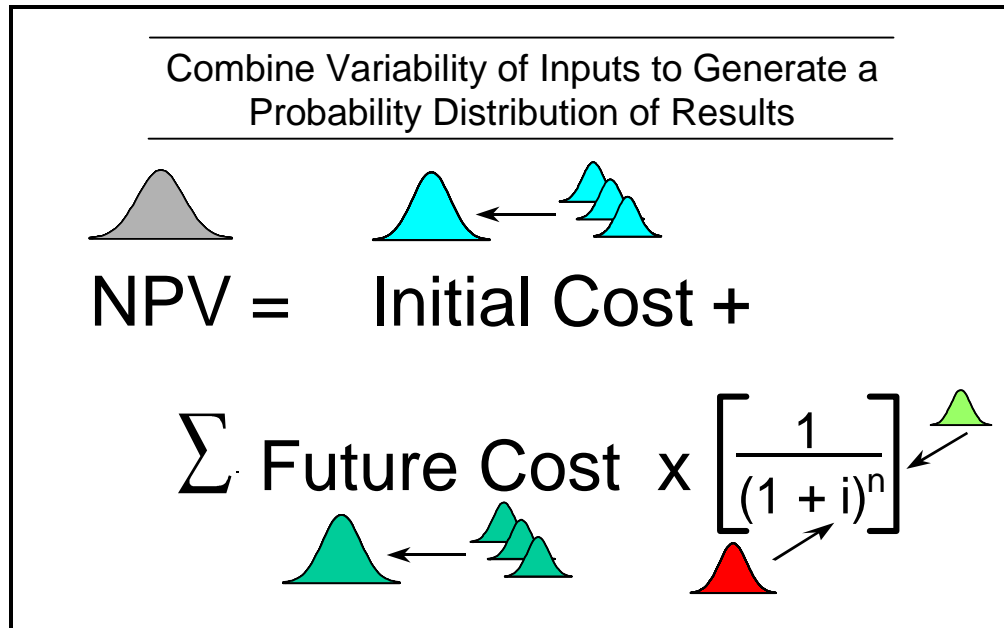 Combine Variability of Inputs to Generate a
Probability Distribution of Results
NPV = Initial Cost +
∑ Future Cost x [1 / (1 + i)ⁿ]